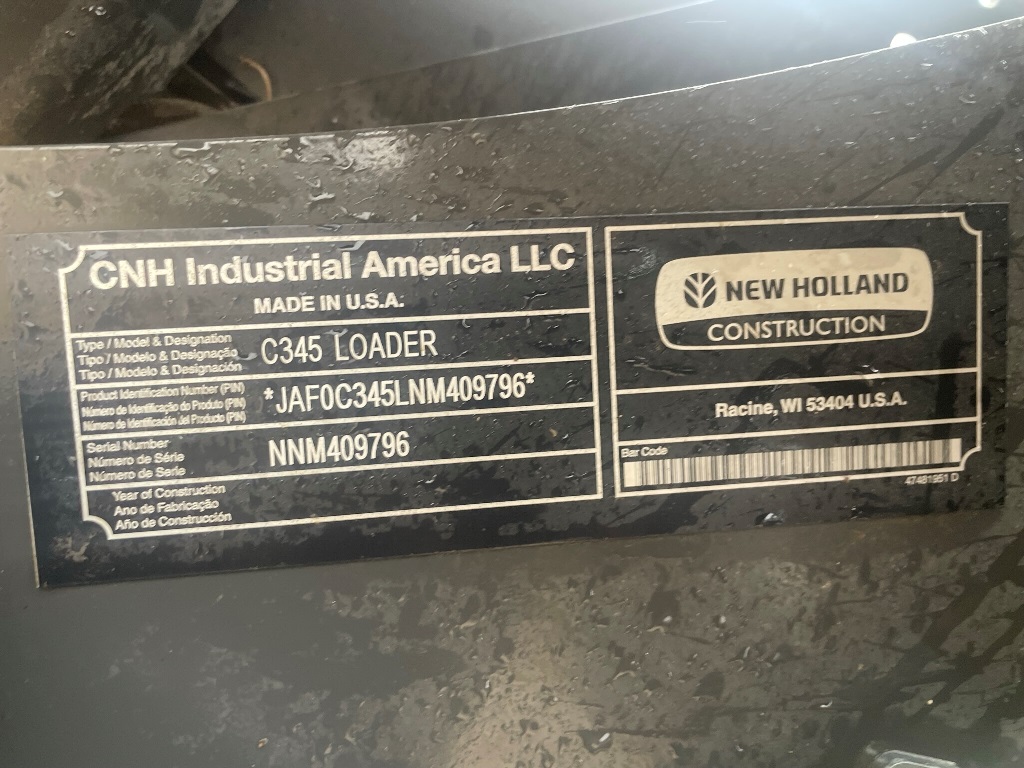 CNH Industrial America LLC
MADE IN U.S.A.
Type / Model & Designation
Tipo / Modelo & Designação
Tipo / Modelo & Designación
C345 LOADER
Product Identification Number (PIN)
Número de Identificação do Produto (PIN)
Número de Identificación del Producto (PIN)
*JAF0C345LNM409796*
Serial Number
Número de Série
Número de Serie
NNM409796
Year of Construction
Ano de Fabricação
Año de Construcción
NEW HOLLAND
CONSTRUCTION
Racine, WI 53404 U.S.A.
Bar Code
47481951 D